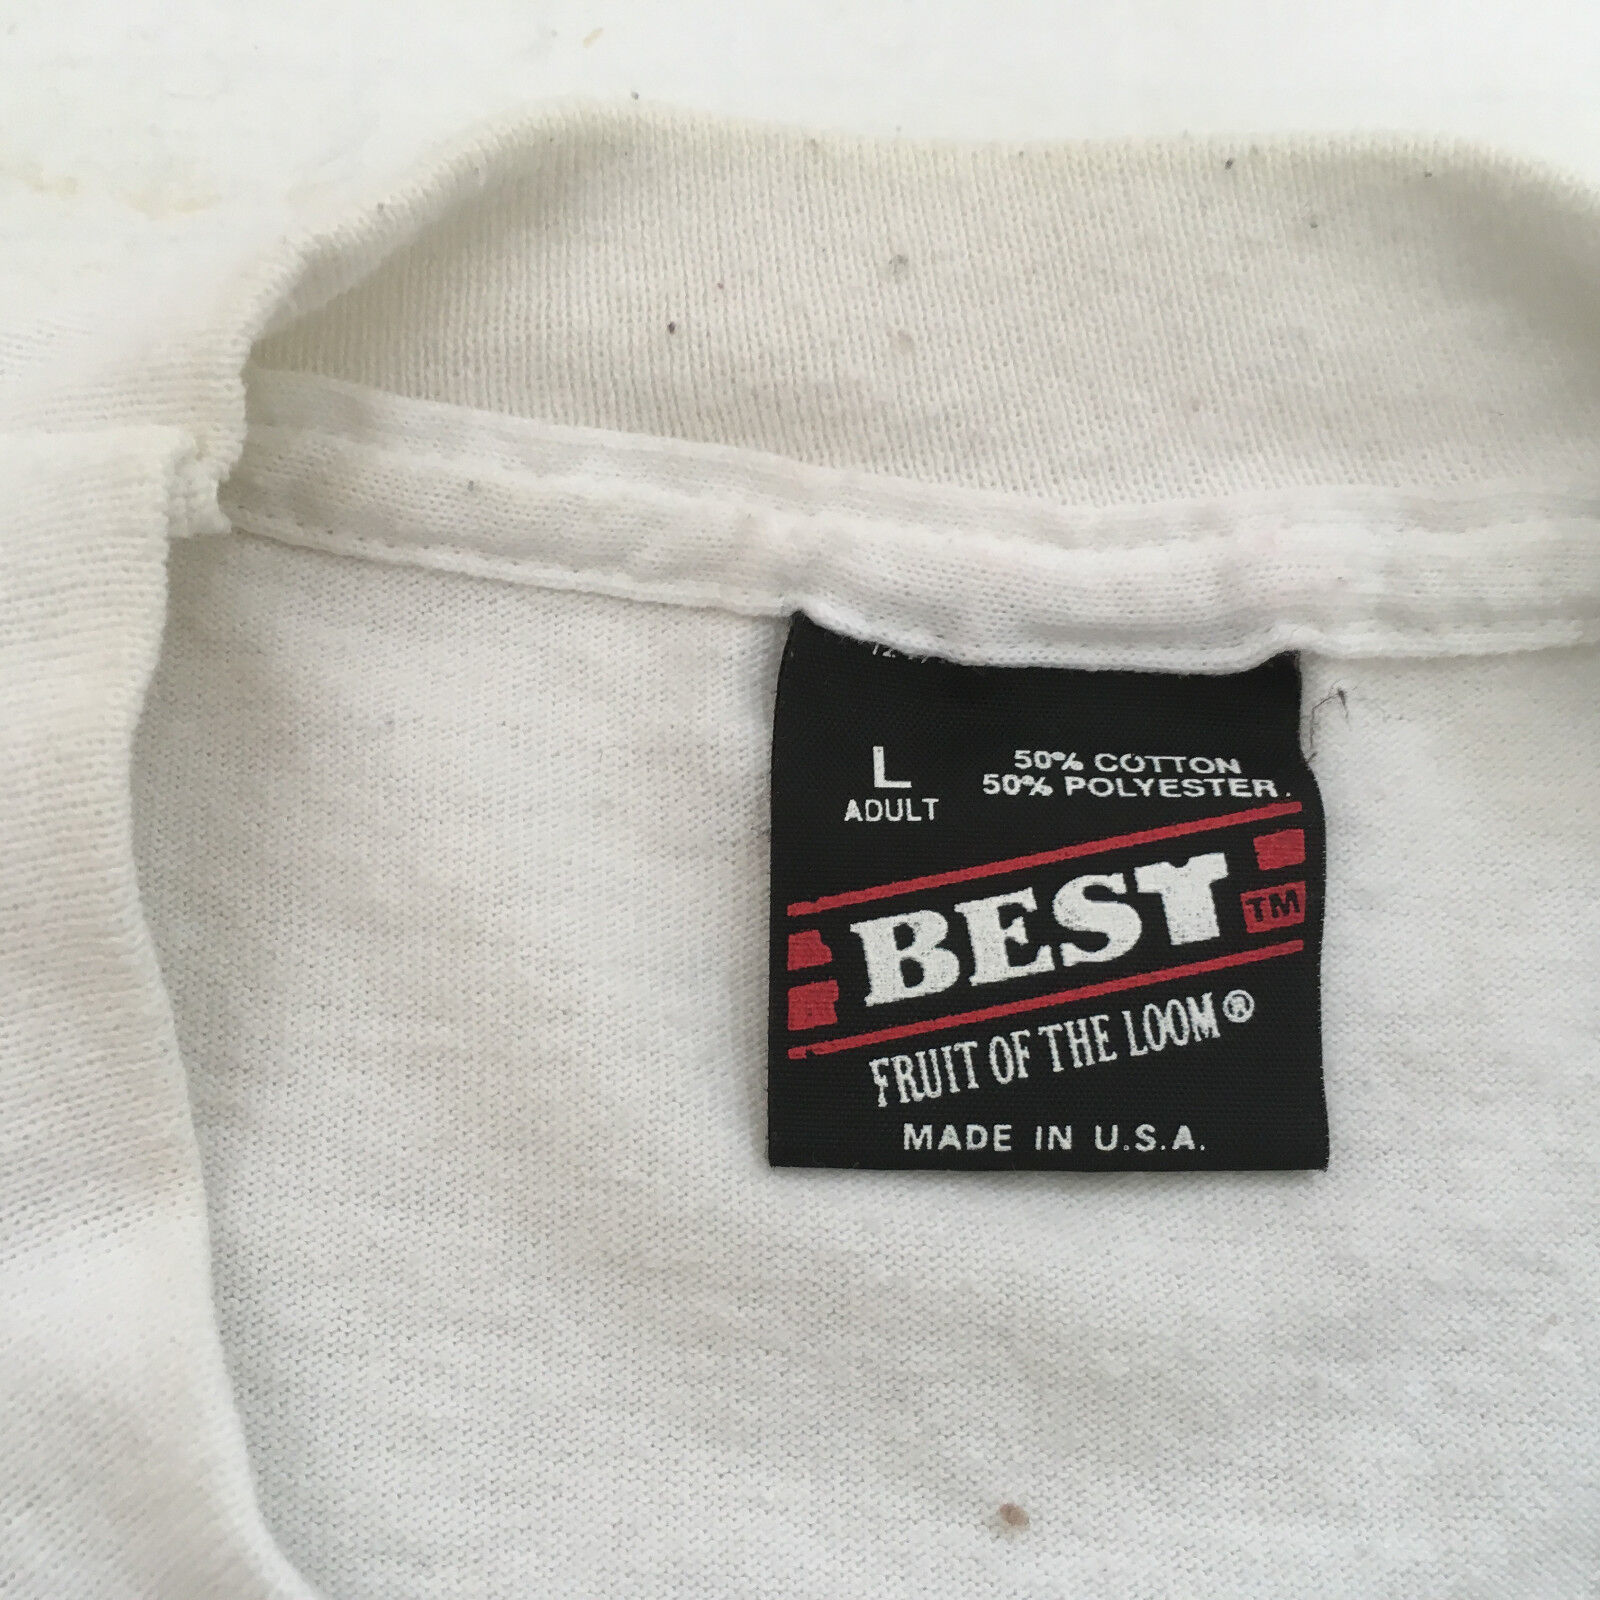 L
ADULT
50% COTTON
50% POLYESTER.
BEST
TM
FRUIT OF THE LOOM®
MADE IN U.S.A.